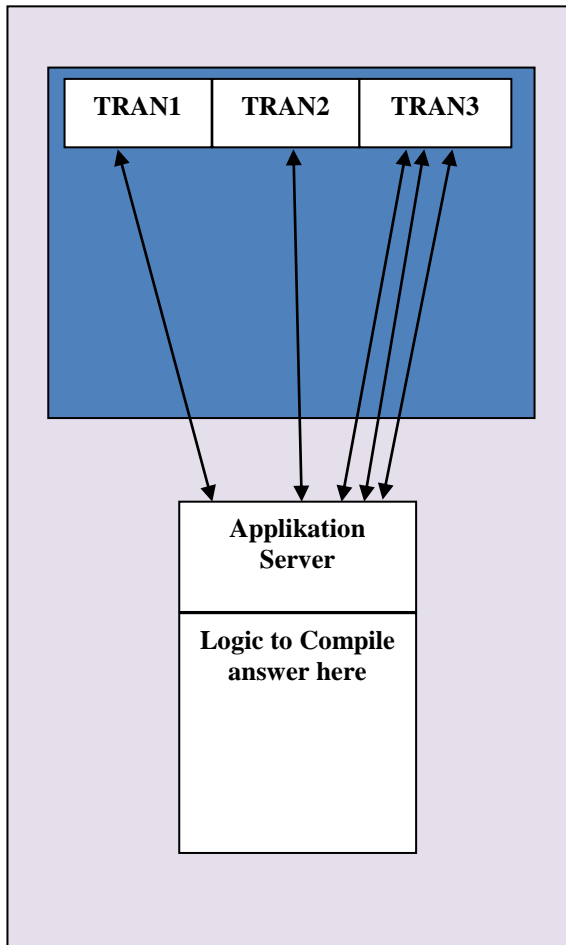 TRAN1 TRAN2 TRAN3
Applikation
Server
Logic to Compile
answer here